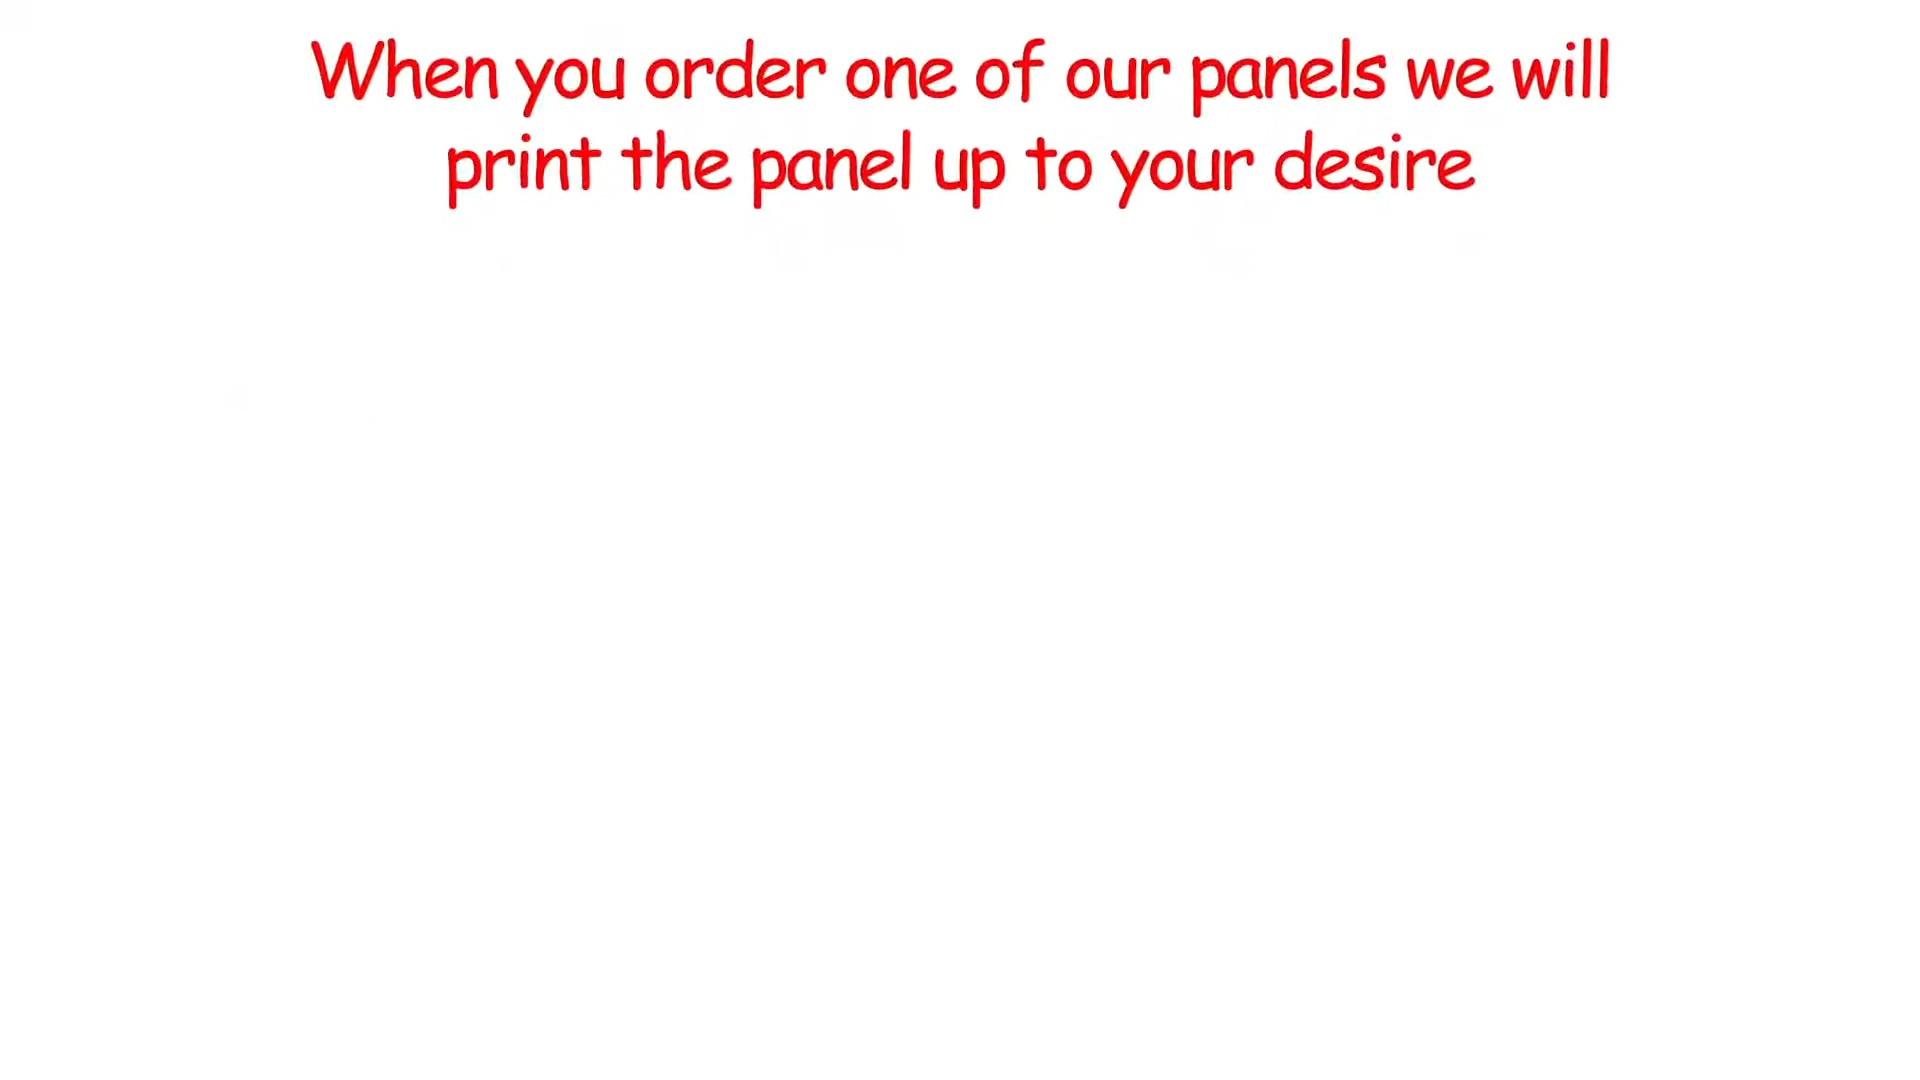 When you order one of our panels we will
print the panel up to your desire